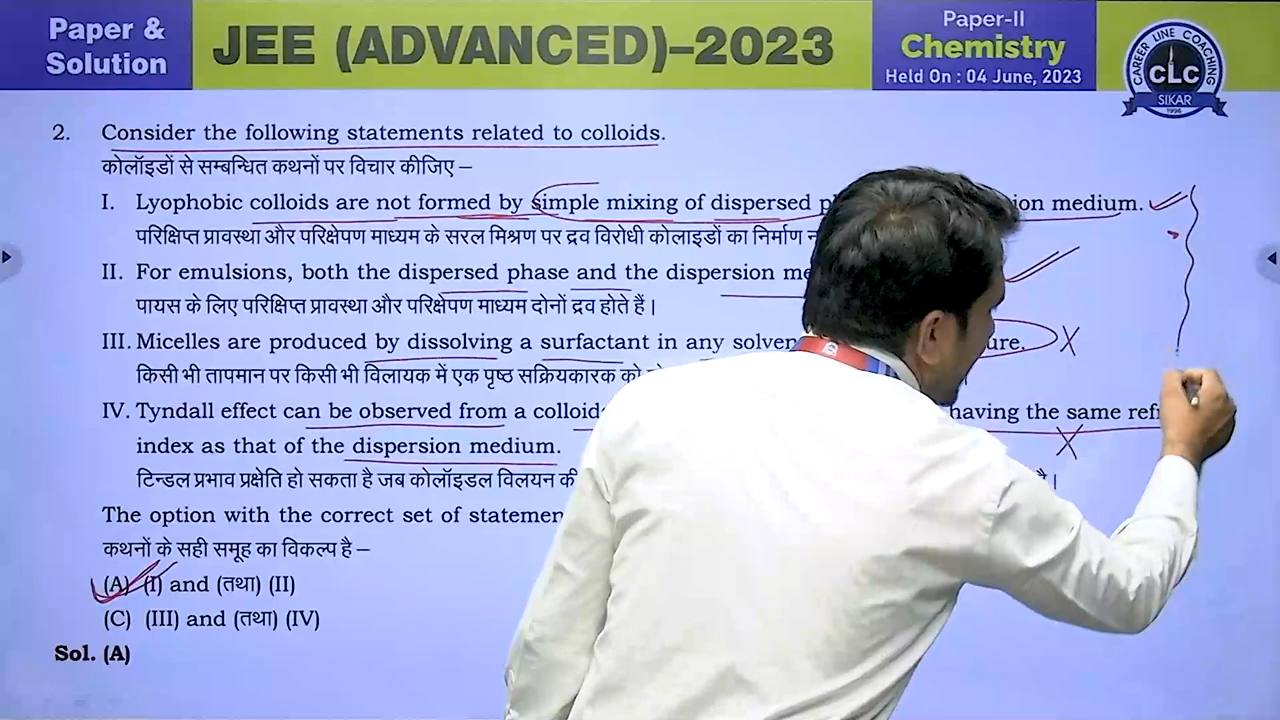 Paper &
Solution
JEE (ADVANCED)–2023
Paper-II
Chemistry
Held On : 04 June, 2023
CAREER LINE COACHING
CLC
SIKAR
1996
2. Consider the following statements related to colloids.
कोलॉइडों से सम्बन्धित कथनों पर विचार कीजिए –
I. Lyophobic colloids are not formed by simple mixing of dispersed medium.
परिक्षिप्त प्रावस्था और परिक्षेपण माध्यम के सरल मिश्रण पर द्रव विरोधी कोलाइडों का निर्माण
II. For emulsions, both the dispersed phase and the dispersion
पायस के लिए परिक्षिप्त प्रावस्था और परिक्षेपण माध्यम दोनों द्रव होते हैं।
III. Micelles are produced by dissolving a surfactant in any X
किसी भी तापमान पर किसी भी विलायक में एक पृष्ठ सक्रियकारक को
IV. Tyndall effect can be observed from a having the same
index as that of the dispersion medium. X
टिन्डल प्रभाव प्रक्षेति हो सकता है जब कोलॉइडल विलयन की है।
The option with the correct set of
कथनों के सही समूह का विकल्प है –
(A) (I) and (तथा) (II)
(C) (III) and (तथा) (IV)
Sol. (A)